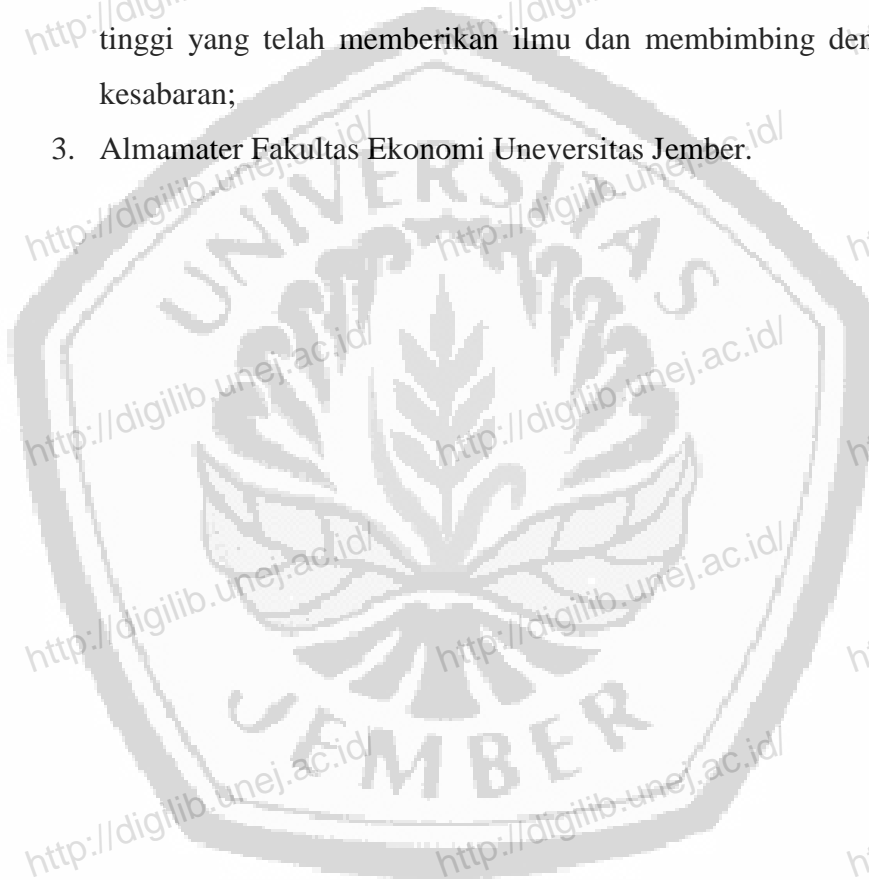 tinggi yang telah memberikan ilmu dan membimbing
kesabaran;
3. Almamater Fakultas Ekonomi Uneversitas Jember.
UNIVERSITAS
JEMBER
http://digilib.unej.ac.id/
http://digilib.unej.ac.id/
http://digilib.unej.ac.id/
http://digilib.unej.ac.id/
http://digilib.unej.ac.id/
http://digilib.unej.ac.id/
http://digilib.unej.ac.id/
http://digilib.unej.ac.id/